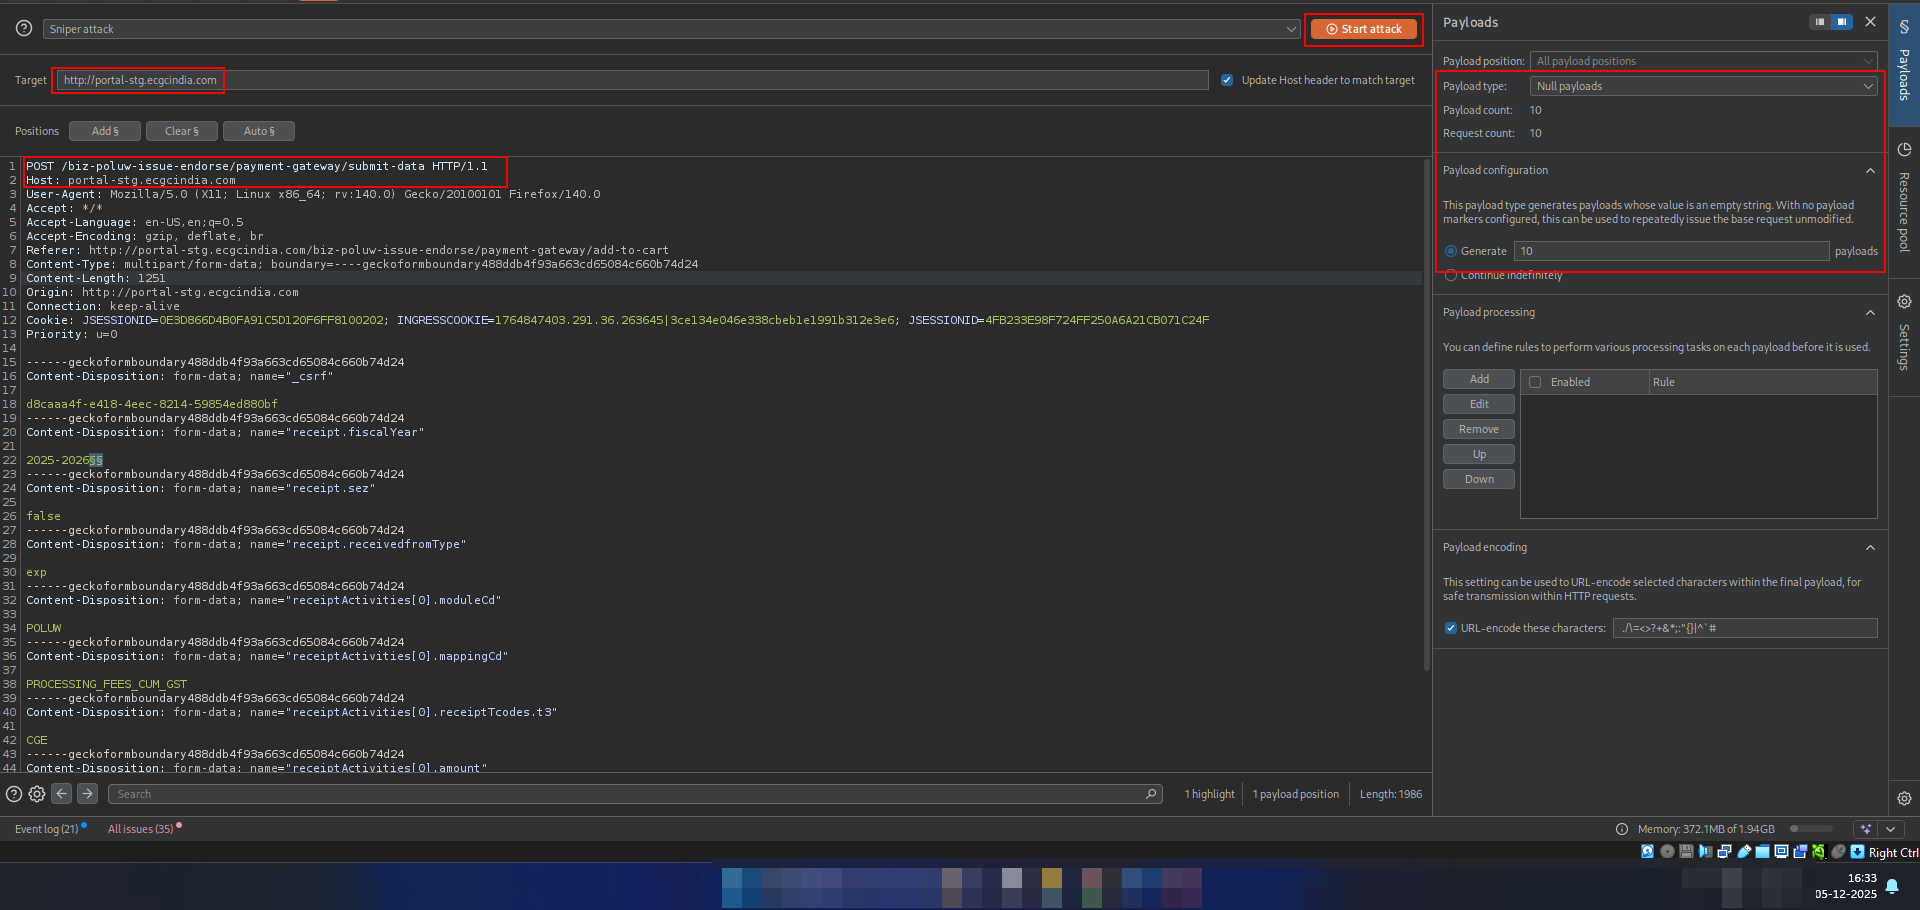 Sniper attack
Start attack
Target http://portal-stg.ecgcindia.com
Update Host header to match target
Positions Add § Clear § Auto §
1 POST /biz-poluw-issue-endorse/payment-gateway/submit-data HTTP/1.1
2 Host: portal-stg.ecgcindia.com
3 User-Agent: Mozilla/5.0 (X11; Linux x86_64; rv:140.0) Gecko/20100101 Firefox/140.0
4 Accept: */*
5 Accept-Language: en-US,en;q=0.5
6 Accept-Encoding: gzip, deflate, br
7 Referer: http://portal-stg.ecgcindia.com/biz-poluw-issue-endorse/payment-gateway/add-to-cart
8 Content-Type: multipart/form-data; boundary=----geckoformboundary488ddb4f93a663cd65084c660b74d24
9 Content-Length: 1251
10 Origin: http://portal-stg.ecgcindia.com
11 Connection: keep-alive
12 Cookie: JSESSIONID=0E3D866D4B0FA91C5D120F6FF8100202; INGRESSCOOKIE=1764847403.291.36.263645|3ce134e046e338cbeb1e1991b312e3e6; JSESSIONID=4FB233E98F724FF250A6A21CB071C24F
13 Priority: u=0
14
15 ------geckoformboundary488ddb4f93a663cd65084c660b74d24
16 Content-Disposition: form-data; name="_csrf"
17
18 d8caaa4f-e418-4eec-8214-59854ed880bf
19 ------geckoformboundary488ddb4f93a663cd65084c660b74d24
20 Content-Disposition: form-data; name="receipt.fiscalYear"
21
22 2025-2026§§
23 ------geckoformboundary488ddb4f93a663cd65084c660b74d24
24 Content-Disposition: form-data; name="receipt.sez"
25
26 false
27 ------geckoformboundary488ddb4f93a663cd65084c660b74d24
28 Content-Disposition: form-data; name="receipt.receivedfromType"
29
30 exp
31 ------geckoformboundary488ddb4f93a663cd65084c660b74d24
32 Content-Disposition: form-data; name="receiptActivities[0].moduleCd"
33
34 POLUW
35 ------geckoformboundary488ddb4f93a663cd65084c660b74d24
36 Content-Disposition: form-data; name="receiptActivities[0].mappingCd"
37
38 PROCESSING_FEES_CUM_GST
39 ------geckoformboundary488ddb4f93a663cd65084c660b74d24
40 Content-Disposition: form-data; name="receiptActivities[0].receiptTcodes.t3"
41
42 CGE
43 ------geckoformboundary488ddb4f93a663cd65084c660b74d24
44 Content-Disposition: form-data; name="receiptActivities[0].amount"
Search
1 highlight 1 payload position Length: 1986
Payloads
Payload position: All payload positions
Payload type: Null payloads
Payload count: 10
Request count: 10
Payload configuration
This payload type generates payloads whose value is an empty string. With no payload
markers configured, this can be used to repeatedly issue the base request unmodified.
Generate 10 payloads
Continue indefinitely
Payload processing
You can define rules to perform various processing tasks on each payload before it is used.
Add
Edit
Remove
Up
Down
Enabled Rule
Payload encoding
This setting can be used to URL-encode selected characters within the final payload, for
safe transmission within HTTP requests.
URL-encode these characters: ./\=<>?+&*;:"{}|^`#
§ Payloads
Resource pool
Settings
Event log (21) All issues (35)
Memory: 372.1MB of 1.94GB
Right Ctrl
16:33
05-12-2025